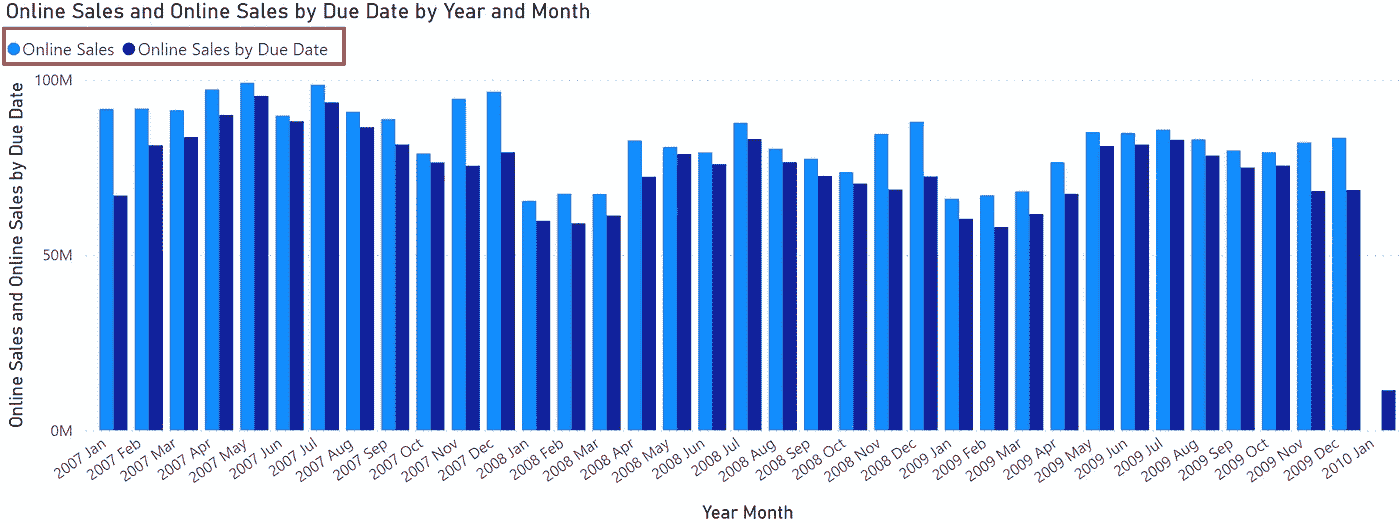 Online Sales and Online Sales by Due Date by Year and Month
Online Sales Online Sales by Due Date
Online Sales and Online Sales by Due Date
100M
50M
0M
2007 Jan
2007 Feb
2007 Mar
2007 Apr
2007 May
2007 Jun
2007 Jul
2007 Aug
2007 Sep
2007 Oct
2007 Nov
2007 Dec
2008 Jan
2008 Feb
2008 Mar
2008 Apr
2008 May
2008 Jun
2008 Jul
2008 Aug
2008 Sep
2008 Oct
2008 Nov
2008 Dec
2009 Jan
2009 Feb
2009 Mar
2009 Apr
2009 May
2009 Jun
2009 Jul
2009 Aug
2009 Sep
2009 Oct
2009 Nov
2009 Dec
2010 Jan
Year Month